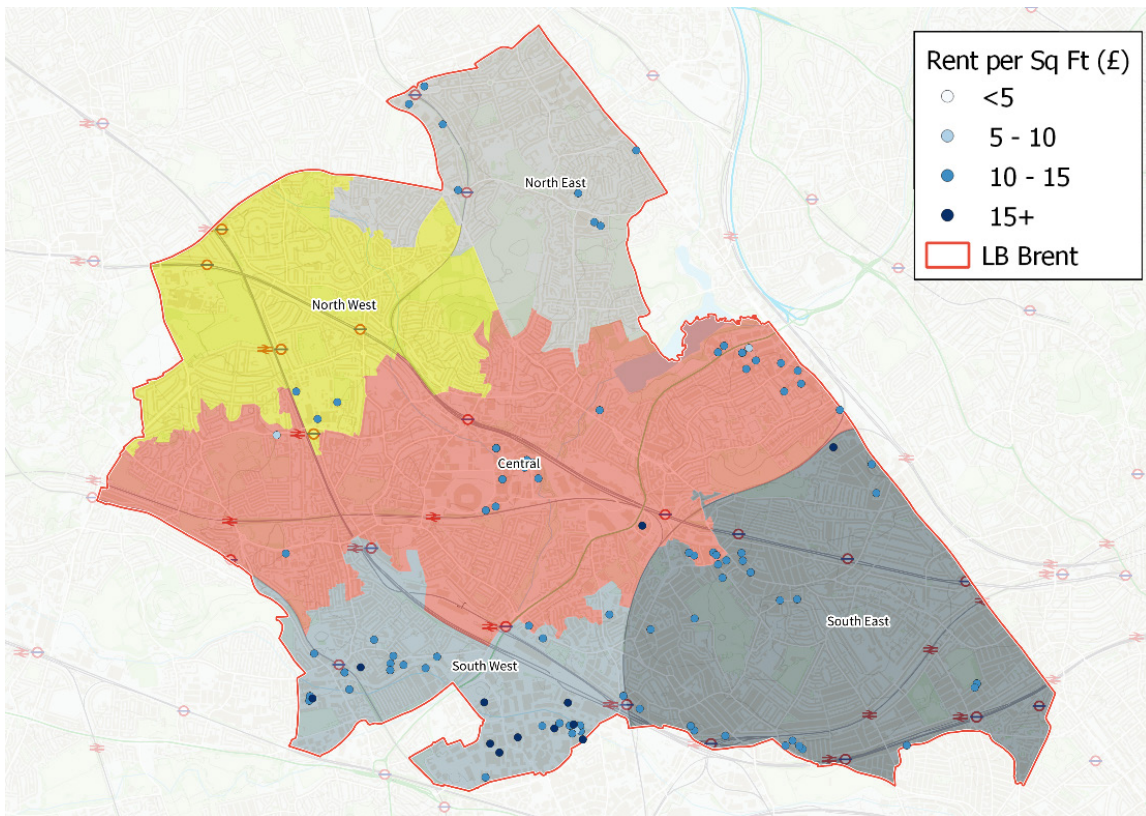 Rent per Sq Ft (£)
<5
5 - 10
10 - 15
15+
LB Brent
North East
North West
Central
South East
South West